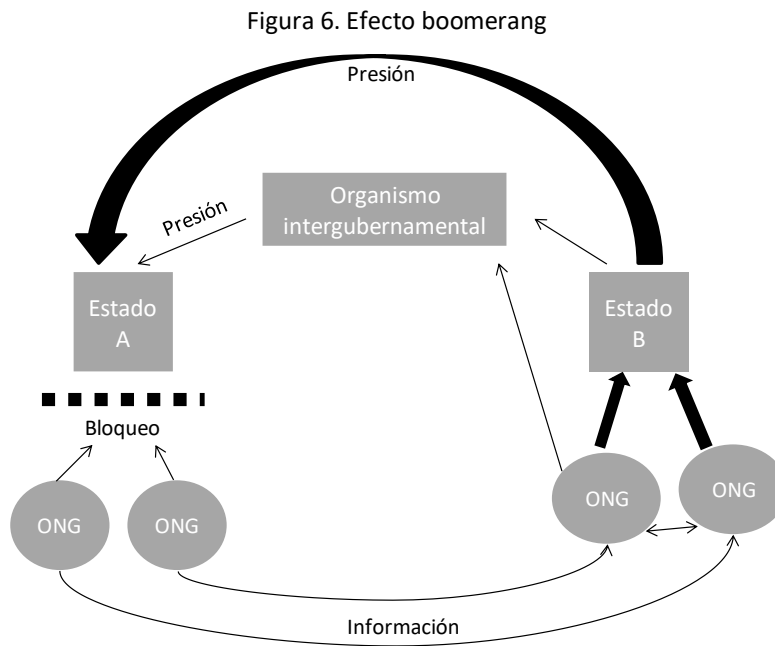 Figura 6. Efecto boomerang
Presión
Organismo
intergubernamental
Presión
Estado
A
Estado
B
Bloqueo
ONG
ONG
ONG
ONG
Información